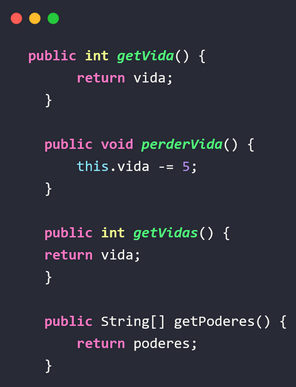 public int getVida() {
return vida;
}
public void perderVida() {
this.vida -= 5;
}
public int getVidas() {
return vida;
}
public String[] getPoderes() {
return poderes;
}